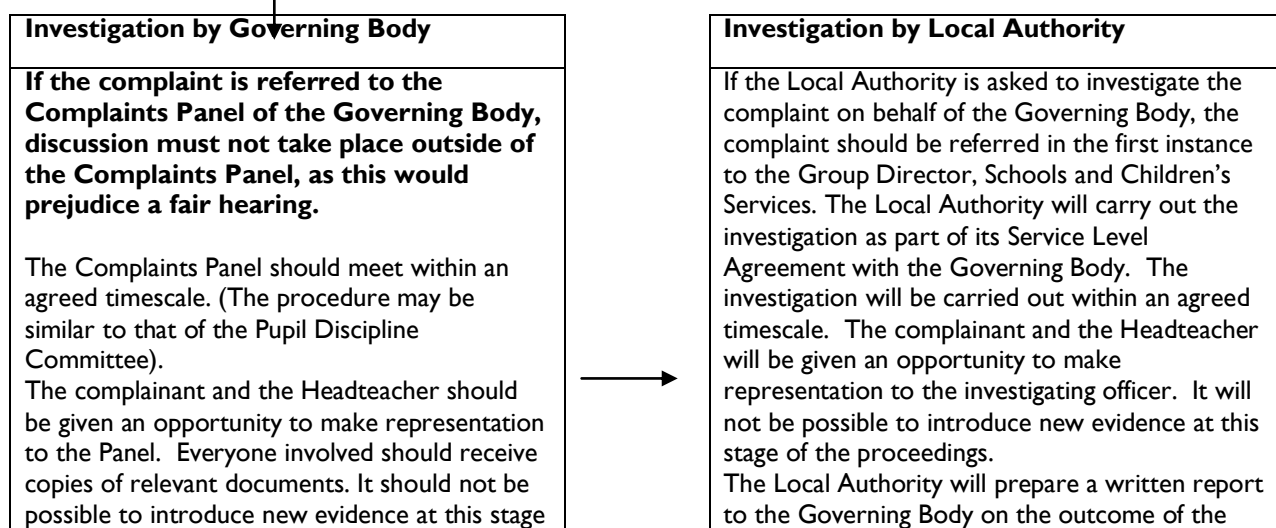 Investigation by Governing Body
If the complaint is referred to the
Complaints Panel of the Governing Body,
discussion must not take place outside of
the Complaints Panel, as this would
prejudice a fair hearing.
The Complaints Panel should meet within an
agreed timescale. (The procedure may be
similar to that of the Pupil Discipline
Committee).
The complainant and the Headteacher should
be given an opportunity to make representation
to the Panel.  Everyone involved should receive
copies of relevant documents. It should not be
possible to introduce new evidence at this stage
Investigation by Local Authority
If the Local Authority is asked to investigate the
complaint on behalf of the Governing Body, the
complaint should be referred in the first instance
to the Group Director, Schools and Children's
Services. The Local Authority will carry out the
investigation as part of its Service Level
Agreement with the Governing Body.  The
investigation will be carried out within an agreed
timescale.  The complainant and the Headteacher
will be given an opportunity to make
representation to the investigating officer.  It will
not be possible to introduce new evidence at this
stage of the proceedings.
The Local Authority will prepare a written report
to the Governing Body on the outcome of the